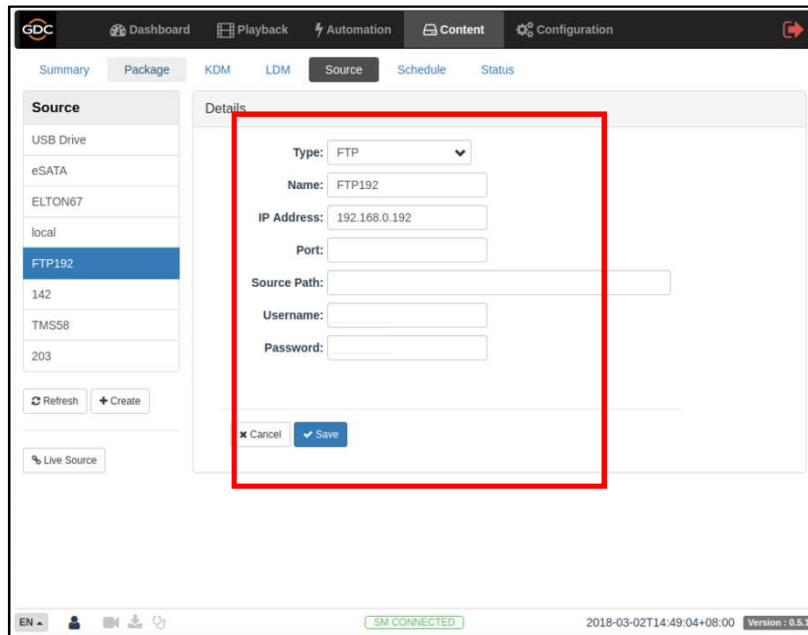 GDC Dashboard Playback Automation Content Configuration
Summary Package KDM LDM Source Schedule Status
Source
USB Drive
eSATA
ELTON67
local
FTP192
142
TMS58
203
Refresh Create
Live Source
Details
Type: FTP
Name: FTP192
IP Address: 192.168.0.192
Port:
Source Path:
Username:
Password:
Cancel Save
EN SM CONNECTED 2018-03-02T14:49:04+08:00 Version : 0.5.